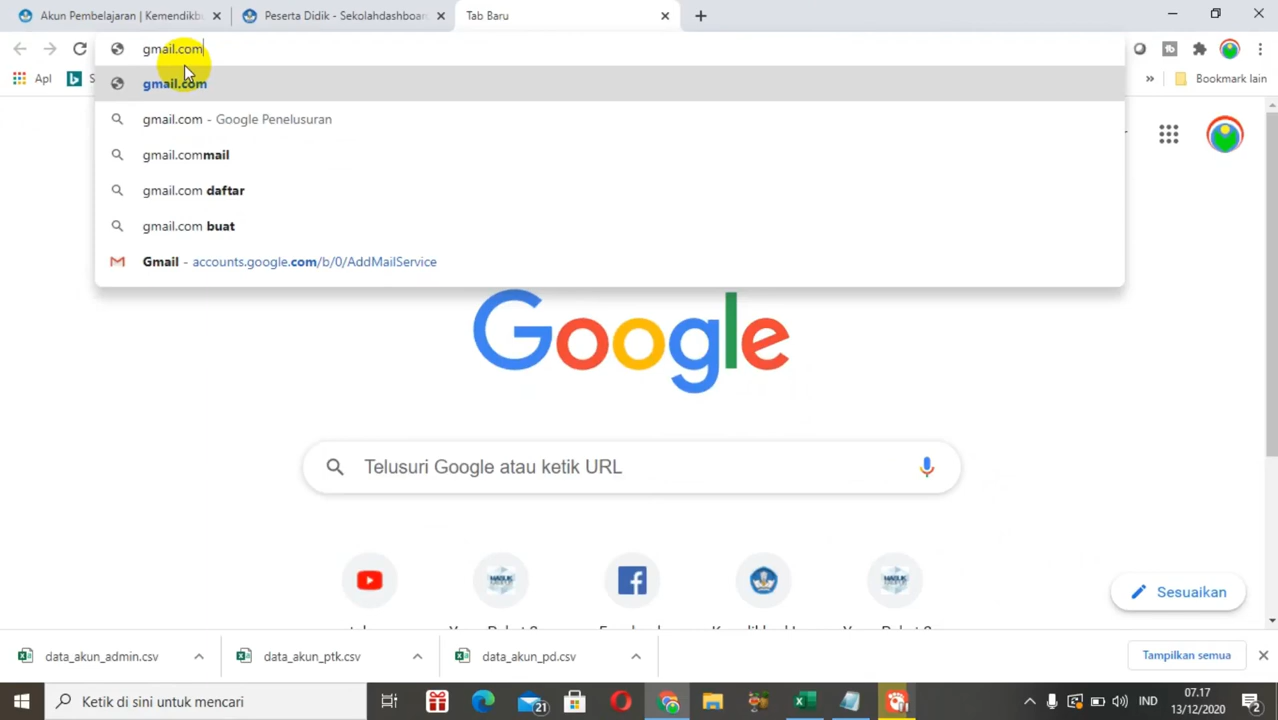 Akun Pembelajaran | Kemendikbu
Peserta Didik - Sekolahdashboar
Tab Baru
gmail.com
Apl
S
Bookmark lain
gmail.com
gmail.com - Google Penelusuran
gmail.commail
gmail.com daftar
gmail.com buat
Gmail - accounts.google.com/b/0/AddMailService
Google
Telusuri Google atau ketik URL
Sesuaikan
data_akun_admin.csv
data_akun_ptk.csv
data_akun_pd.csv
Tampilkan semua
Ketik di sini untuk mencari
21
IND
07.17
13/12/2020
2